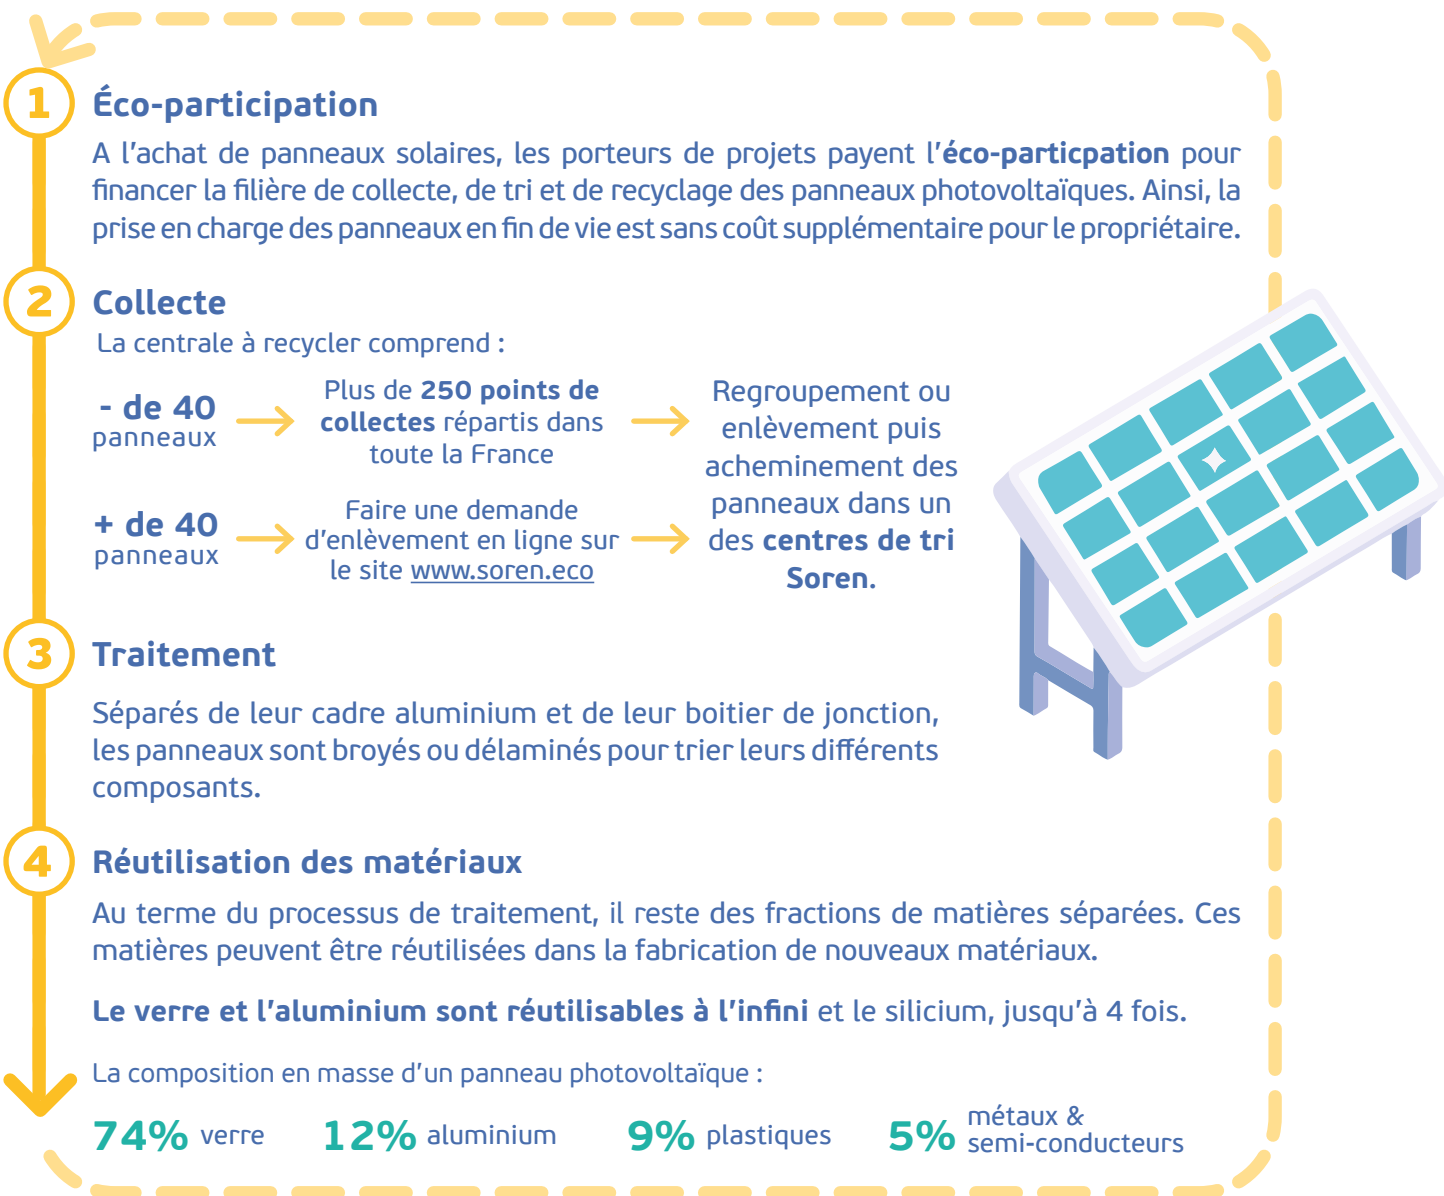 1
Éco-participation
A l'achat de panneaux solaires, les porteurs de projets payent l'éco-particpation pour
financer la filière de collecte, de tri et de recyclage des panneaux photovoltaïques. Ainsi, la
prise en charge des panneaux en fin de vie est sans coût supplémentaire pour le propriétaire.
2
Collecte
La centrale à recycler comprend :
- de 40
panneaux
Plus de 250 points de
collectes répartis dans
toute la France
+ de 40
panneaux
Faire une demande
d'enlèvement en ligne sur
le site www.soren.eco
Regroupement ou
enlèvement puis
acheminement des
panneaux dans un
des centres de tri
Soren.
3
Traitement
Séparés de leur cadre aluminium et de leur boitier de jonction,
les panneaux sont broyés ou délaminés pour trier leurs différents
composants.
4
Réutilisation des matériaux
Au terme du processus de traitement, il reste des fractions de matières séparées. Ces
matières peuvent être réutilisées dans la fabrication de nouveaux matériaux.
Le verre et l'aluminium sont réutilisables à l'infini et le silicium, jusqu'à 4 fois.
La composition en masse d'un panneau photovoltaïque :
74% verre
12% aluminium
9% plastiques
5% métaux &
semi-conducteurs